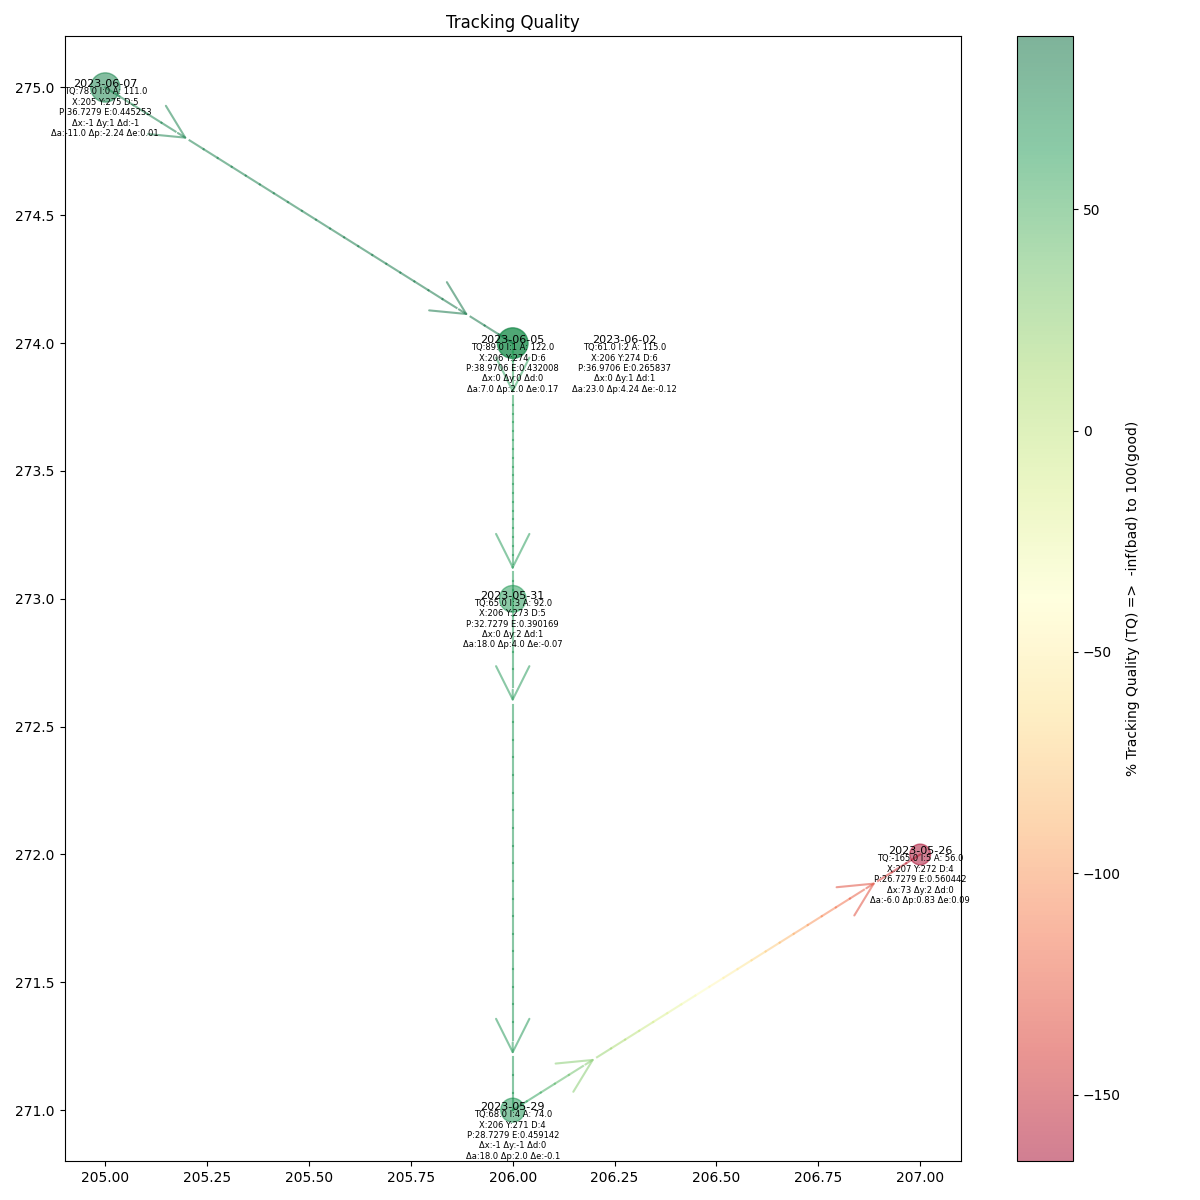 Tracking Quality
275.0
274.5
274.0
273.5
273.0
272.5
272.0
271.5
271.0
2023-06-07
TQ:78.0 I:0 A: 111.0
X:205 Y:275 D:5
P:36.7279 E:0.445253
Δx:-1 Δy:1 Δd:-1
Δa:-11.0 Δp:-2.24 Δe:0.01
2023-06-05
TQ:89.0 I:1 A: 122.0
X:206 Y:274 D:6
P:38.9706 E:0.432008
Δx:0 Δy:0 Δd:0
Δa:7.0 Δp:2.0 Δe:0.17
2023-06-02
TQ:61.0 I:2 A: 115.0
X:206 Y:274 D:6
P:36.9706 E:0.265837
Δx:0 Δy:1 Δd:1
Δa:23.0 Δp:4.24 Δe:-0.12
2023-05-31
TQ:65.0 I:3 A: 92.0
X:206 Y:273 D:5
P:32.7279 E:0.390169
Δx:0 Δy:2 Δd:1
Δa:18.0 Δp:4.0 Δe:-0.07
2023-05-26
TQ:-165.0 I:5 A: 56.0
X:207 Y:272 D:4
P:26.7279 E:0.560442
Δx:73 Δy:2 Δd:0
Δa:-6.0 Δp:0.83 Δe:0.09
2023-05-29
TQ:68.0 I:4 A: 74.0
X:206 Y:271 D:4
P:28.7279 E:0.459142
Δx:-1 Δy:-1 Δd:0
Δa:18.0 Δp:2.0 Δe:-0.1
205.00 205.25 205.50 205.75 206.00 206.25 206.50 206.75 207.00
50
0
−50
−100
−150
% Tracking Quality (TQ) => -inf(bad) to 100(good)